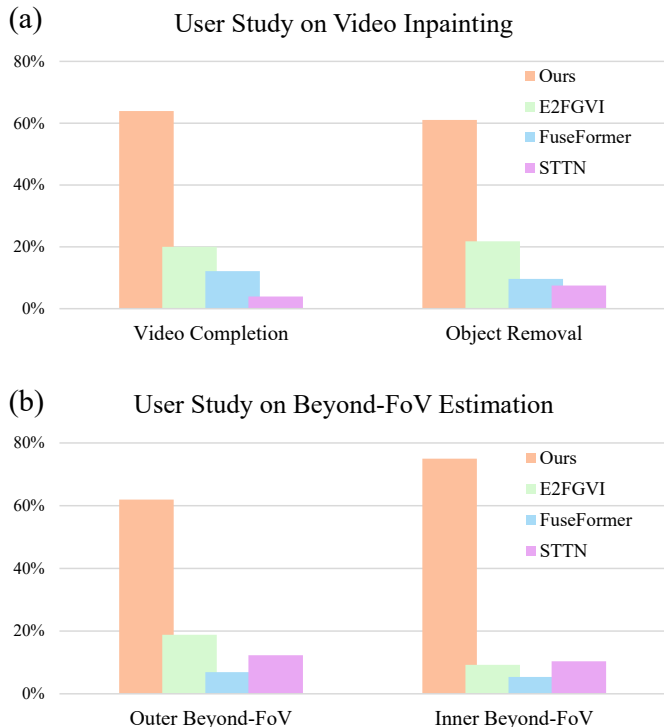 (a) User Study on Video Inpainting
80%
60%
40%
20%
0%
Ours
E2FGVI
FuseFormer
STTN
Video Completion Object Removal
(b) User Study on Beyond-FoV Estimation
80%
60%
40%
20%
0%
Ours
E2FGVI
FuseFormer
STTN
Outer Beyond-FoV Inner Beyond-FoV